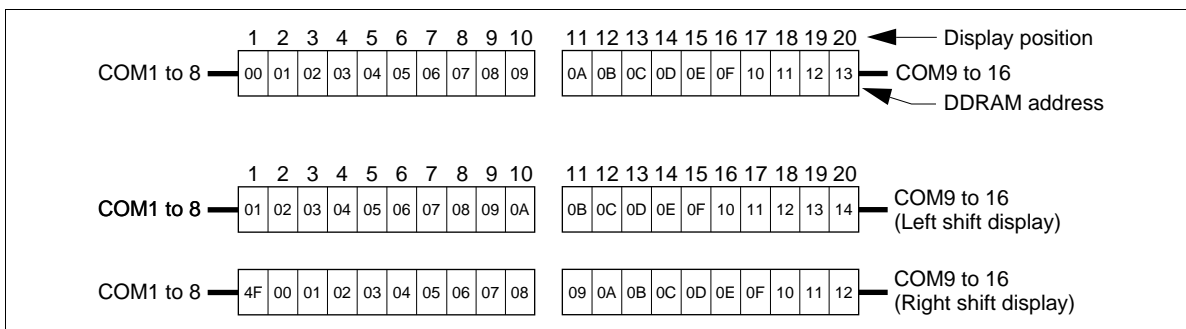 1 2 3 4 5 6 7 8 9 10 11 12 13 14 15 16 17 18 19 20 Display position
COM1 to 8 00 01 02 03 04 05 06 07 08 09 0A 0B 0C 0D 0E 0F 10 11 12 13 COM9 to 16
DDRAM address
1 2 3 4 5 6 7 8 9 10 11 12 13 14 15 16 17 18 19 20
COM1 to 8 01 02 03 04 05 06 07 08 09 0A 0B 0C 0D 0E 0F 10 11 12 13 14 COM9 to 16
(Left shift display)
COM1 to 8 4F 00 01 02 03 04 05 06 07 08 09 0A 0B 0C 0D 0E 0F 10 11 12 COM9 to 16
(Right shift display)